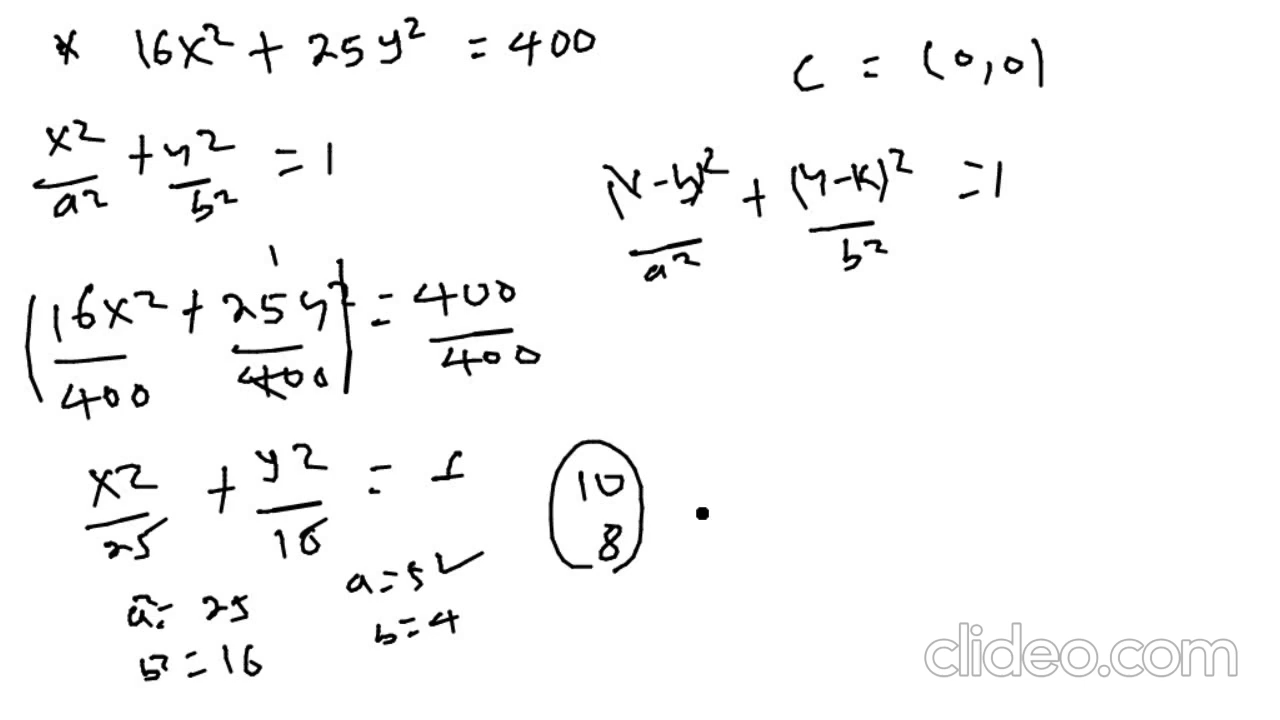 * 16x² + 25y² = 400
x²/a² + y²/b² = 1
(16x²/400 + 25y²/400) = 400/400
x²/25 + y²/16 = 1
a² = 25
b² = 16
a = 5 ✓
b = 4
C = (0,0)
(x-h)²/a² + (y-k)²/b² = 1
10
8
clideo.com